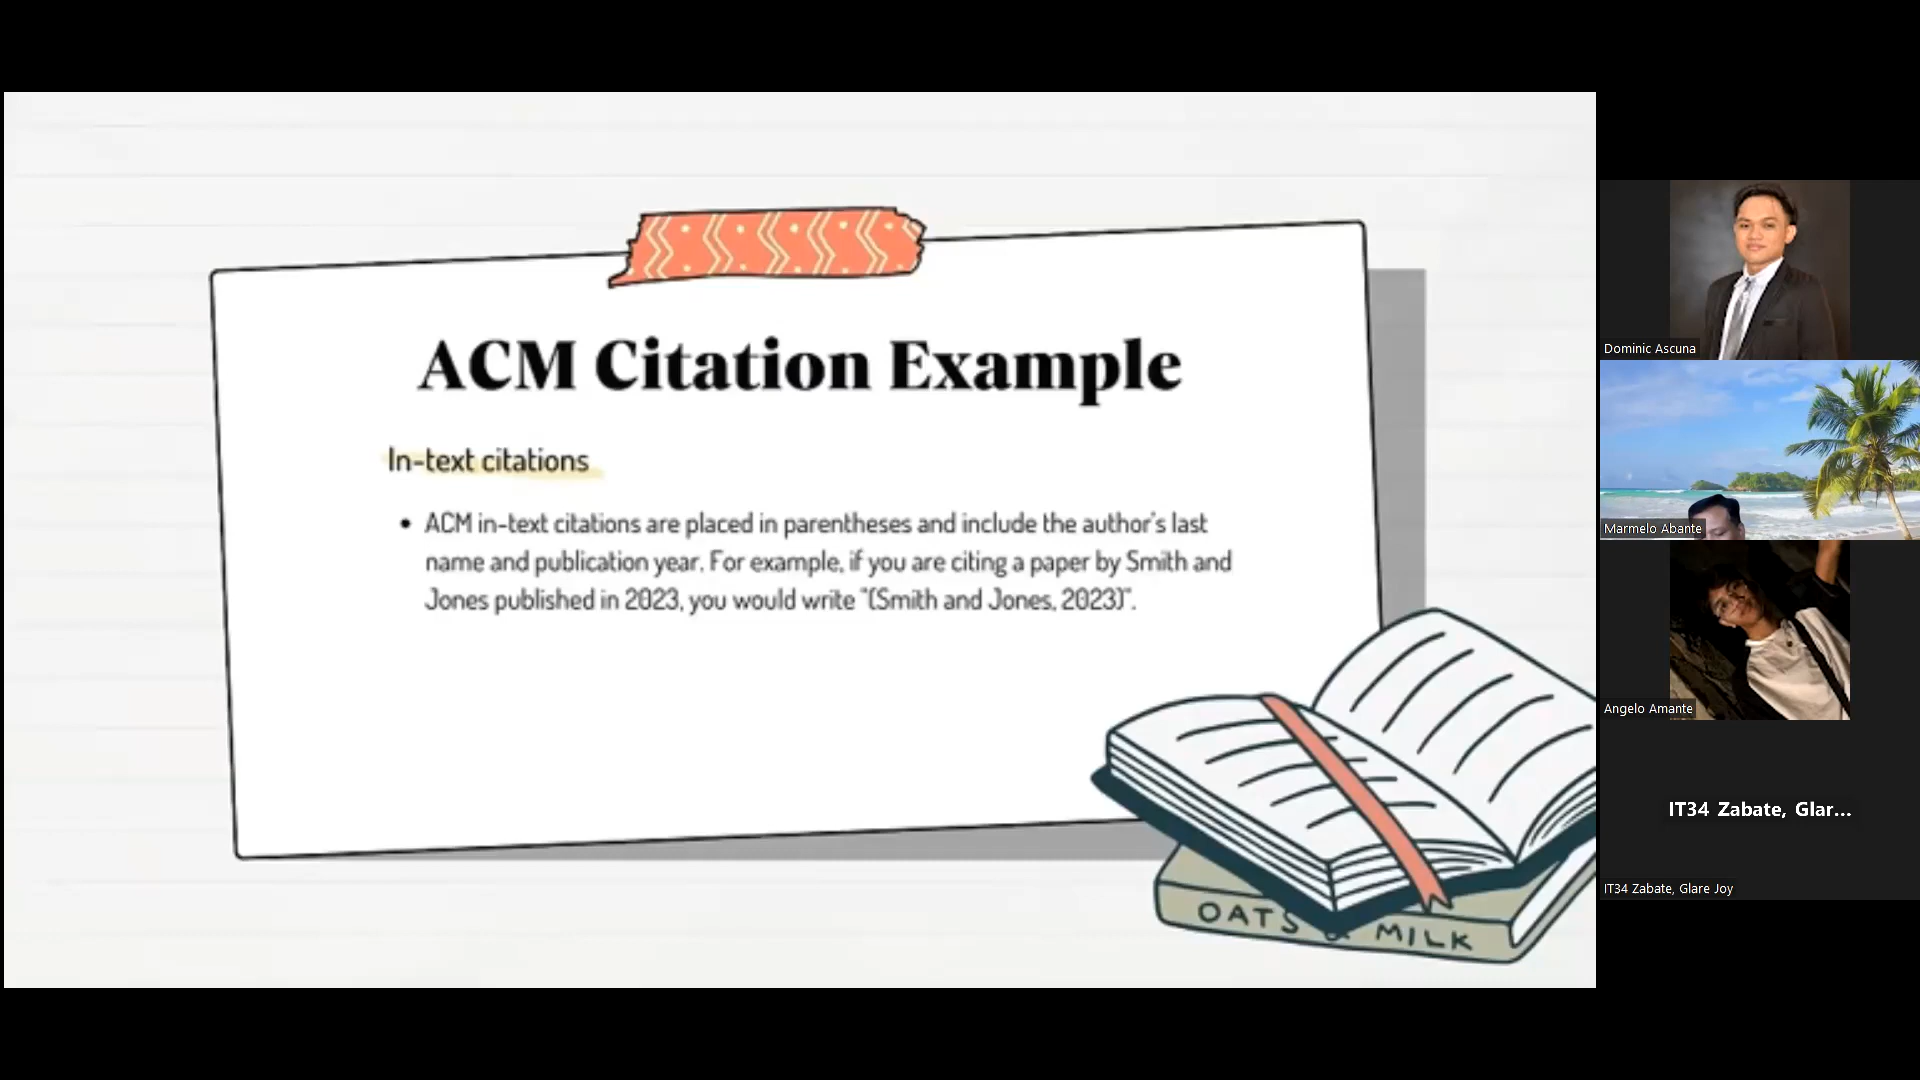 ACM Citation Example
In-text citations
• ACM in-text citations are placed in parentheses and include the author's last
name and publication year. For example, if you are citing a paper by Smith and
Jones published in 2023, you would write "(Smith and Jones, 2023)".
OATS & MILK
Dominic Ascuna
Marmelo Abante
Angelo Amante
IT34 Zabate, Glar...
IT34 Zabate, Glare Joy